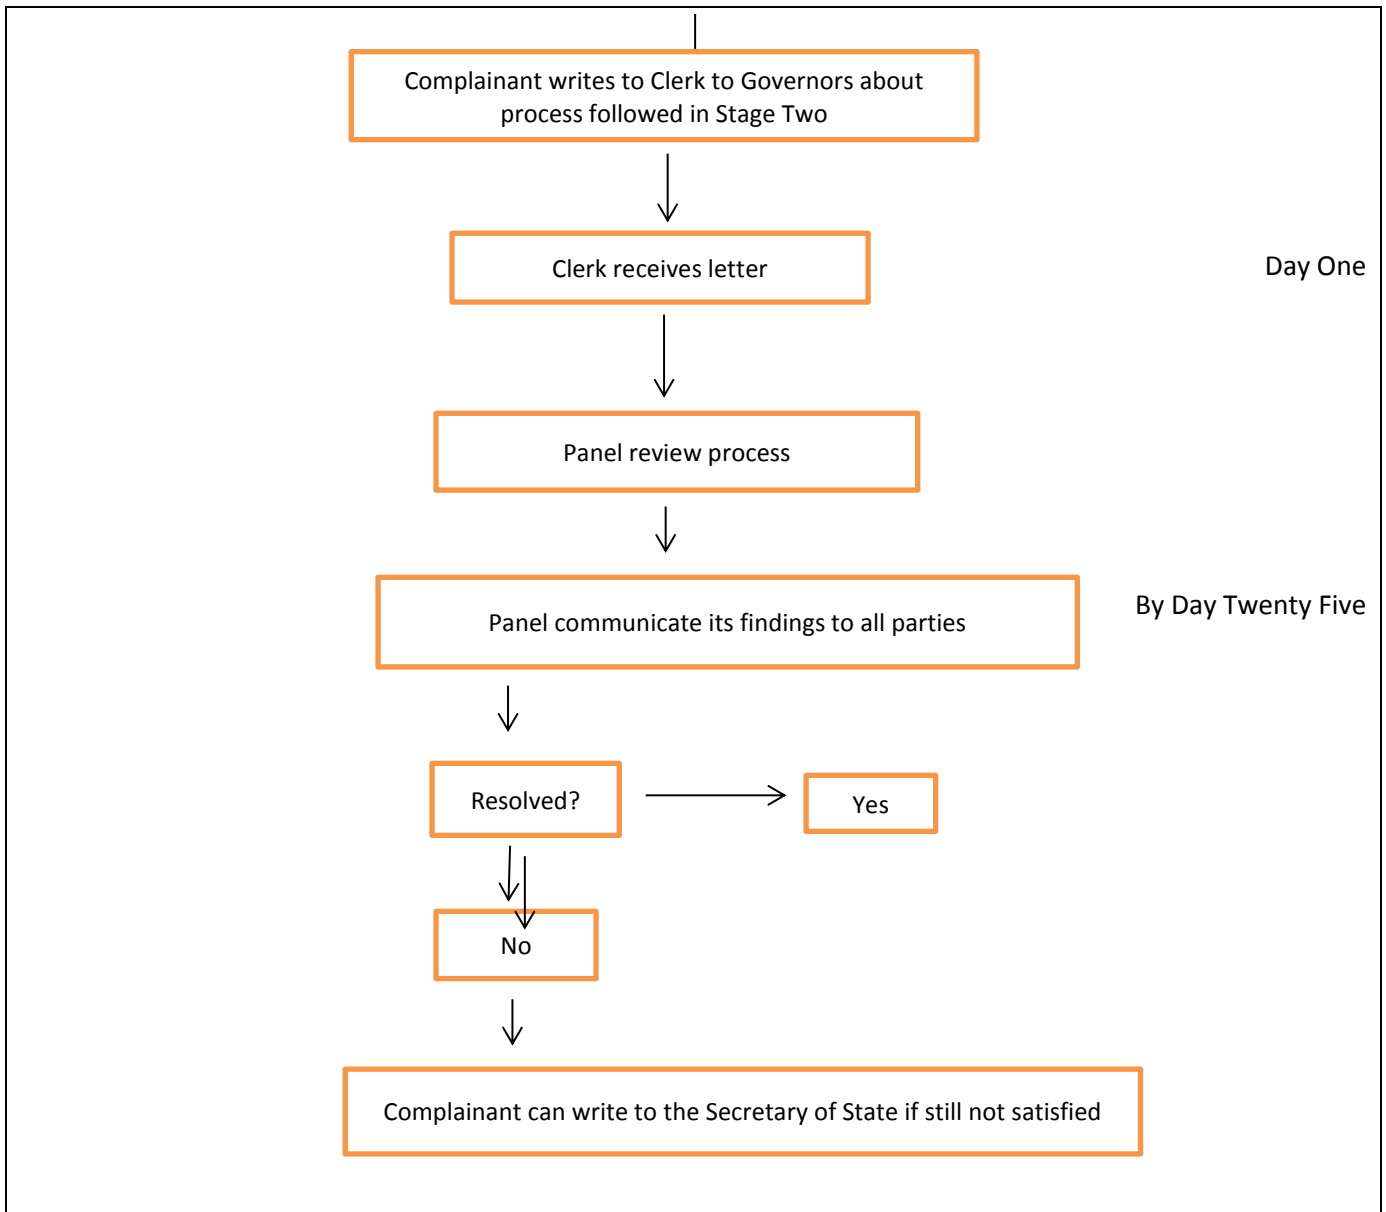 Complainant writes to Clerk to Governors about
process followed in Stage Two
Clerk receives letter
Day One
Panel review process
Panel communicate its findings to all parties
By Day Twenty Five
Resolved?
Yes
No
Complainant can write to the Secretary of State if still not satisfied